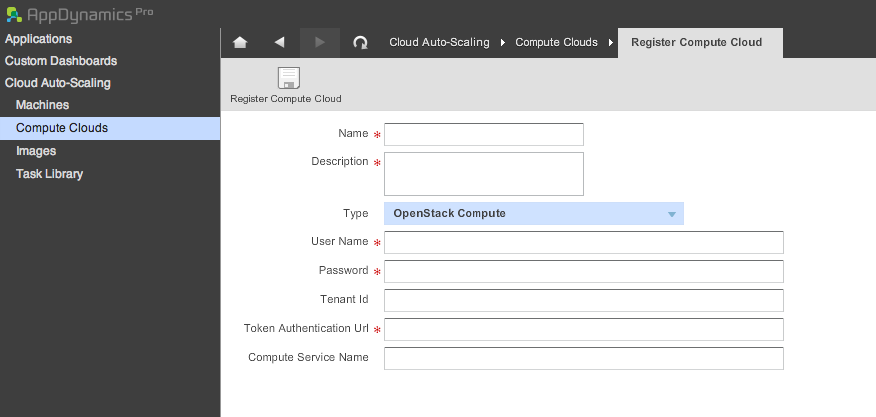 AppDynamics Pro
Applications
Custom Dashboards
Cloud Auto-Scaling
Machines
Compute Clouds
Images
Task Library
Cloud Auto-Scaling Compute Clouds Register Compute Cloud
Register Compute Cloud
Name *
Description *
Type OpenStack Compute
User Name *
Password *
Tenant Id
Token Authentication Url *
Compute Service Name